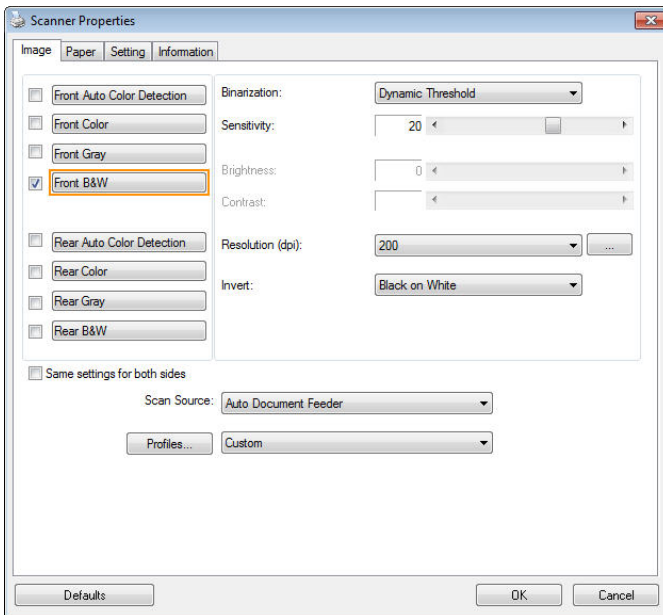 Scanner Properties
Image Paper Setting Information
Front Auto Color Detection
Front Color
Front Gray
Front B&W
Rear Auto Color Detection
Rear Color
Rear Gray
Rear B&W
Binarization: Dynamic Threshold
Sensitivity: 20
Brightness: 0
Contrast:
Resolution (dpi): 200 ...
Invert: Black on White
Same settings for both sides
Scan Source: Auto Document Feeder
Profiles... Custom
Defaults OK Cancel